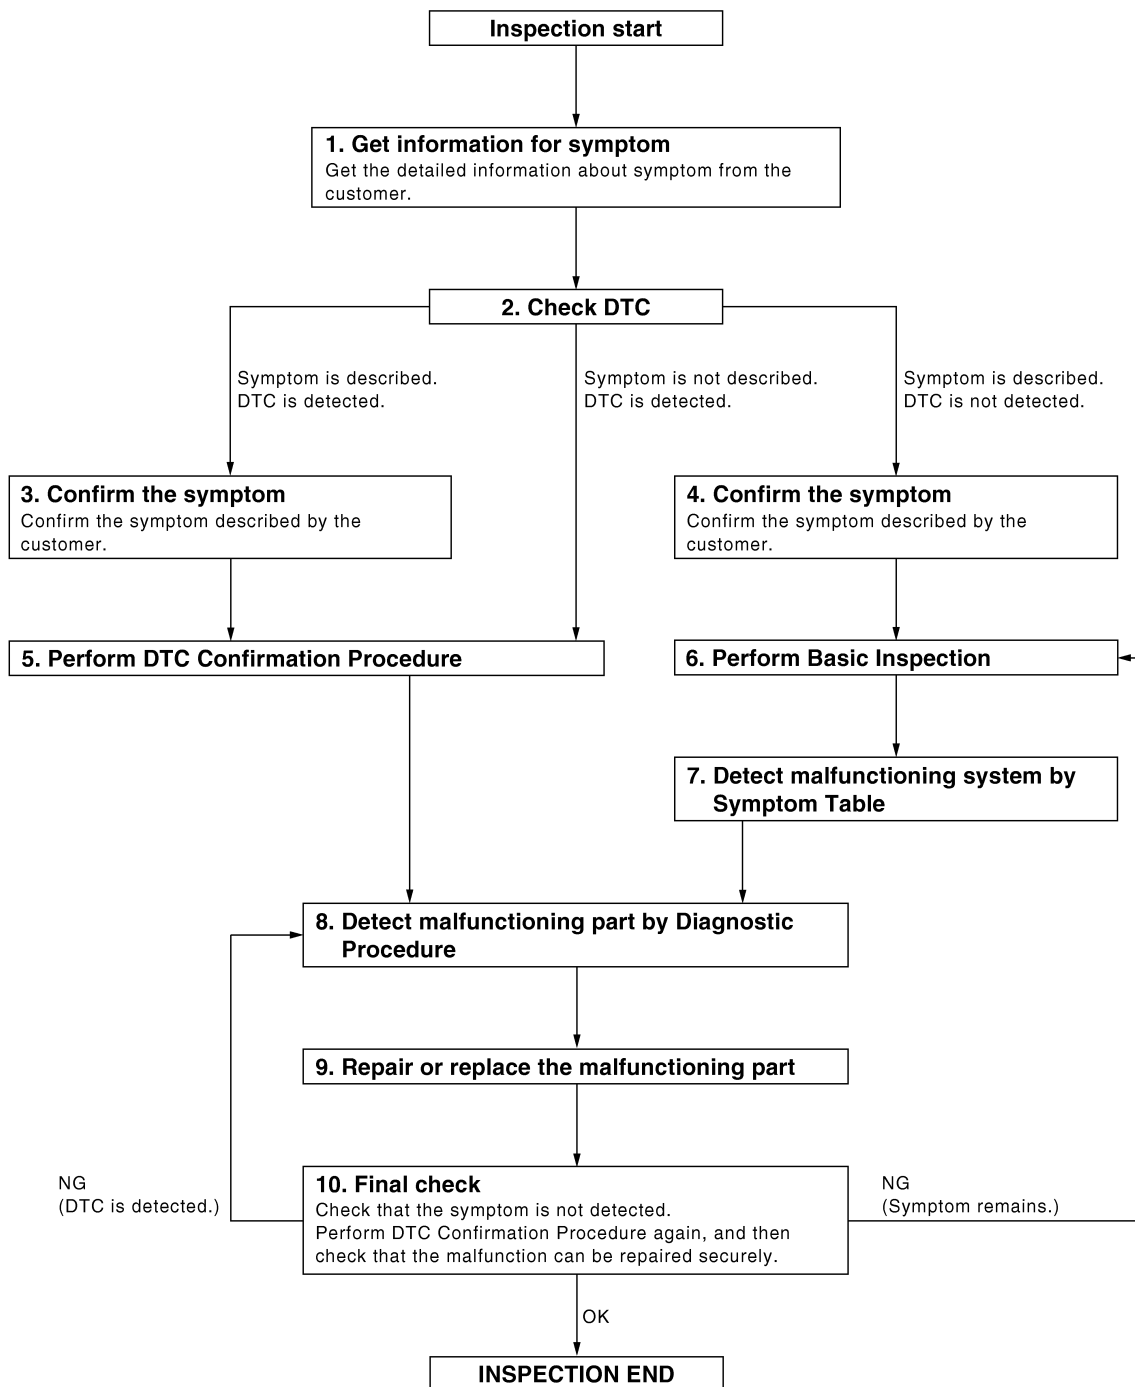 Inspection start
1. Get information for symptom
Get the detailed information about symptom from the
customer.
2. Check DTC
Symptom is described.
DTC is detected.
Symptom is not described.
DTC is detected.
Symptom is described.
DTC is not detected.
3. Confirm the symptom
Confirm the symptom described by the
customer.
4. Confirm the symptom
Confirm the symptom described by the
customer.
5. Perform DTC Confirmation Procedure
6. Perform Basic Inspection
7. Detect malfunctioning system by
Symptom Table
8. Detect malfunctioning part by Diagnostic
Procedure
9. Repair or replace the malfunctioning part
NG
(DTC is detected.)
10. Final check
Check that the symptom is not detected.
Perform DTC Confirmation Procedure again, and then
check that the malfunction can be repaired securely.
NG
(Symptom remains.)
OK
INSPECTION END